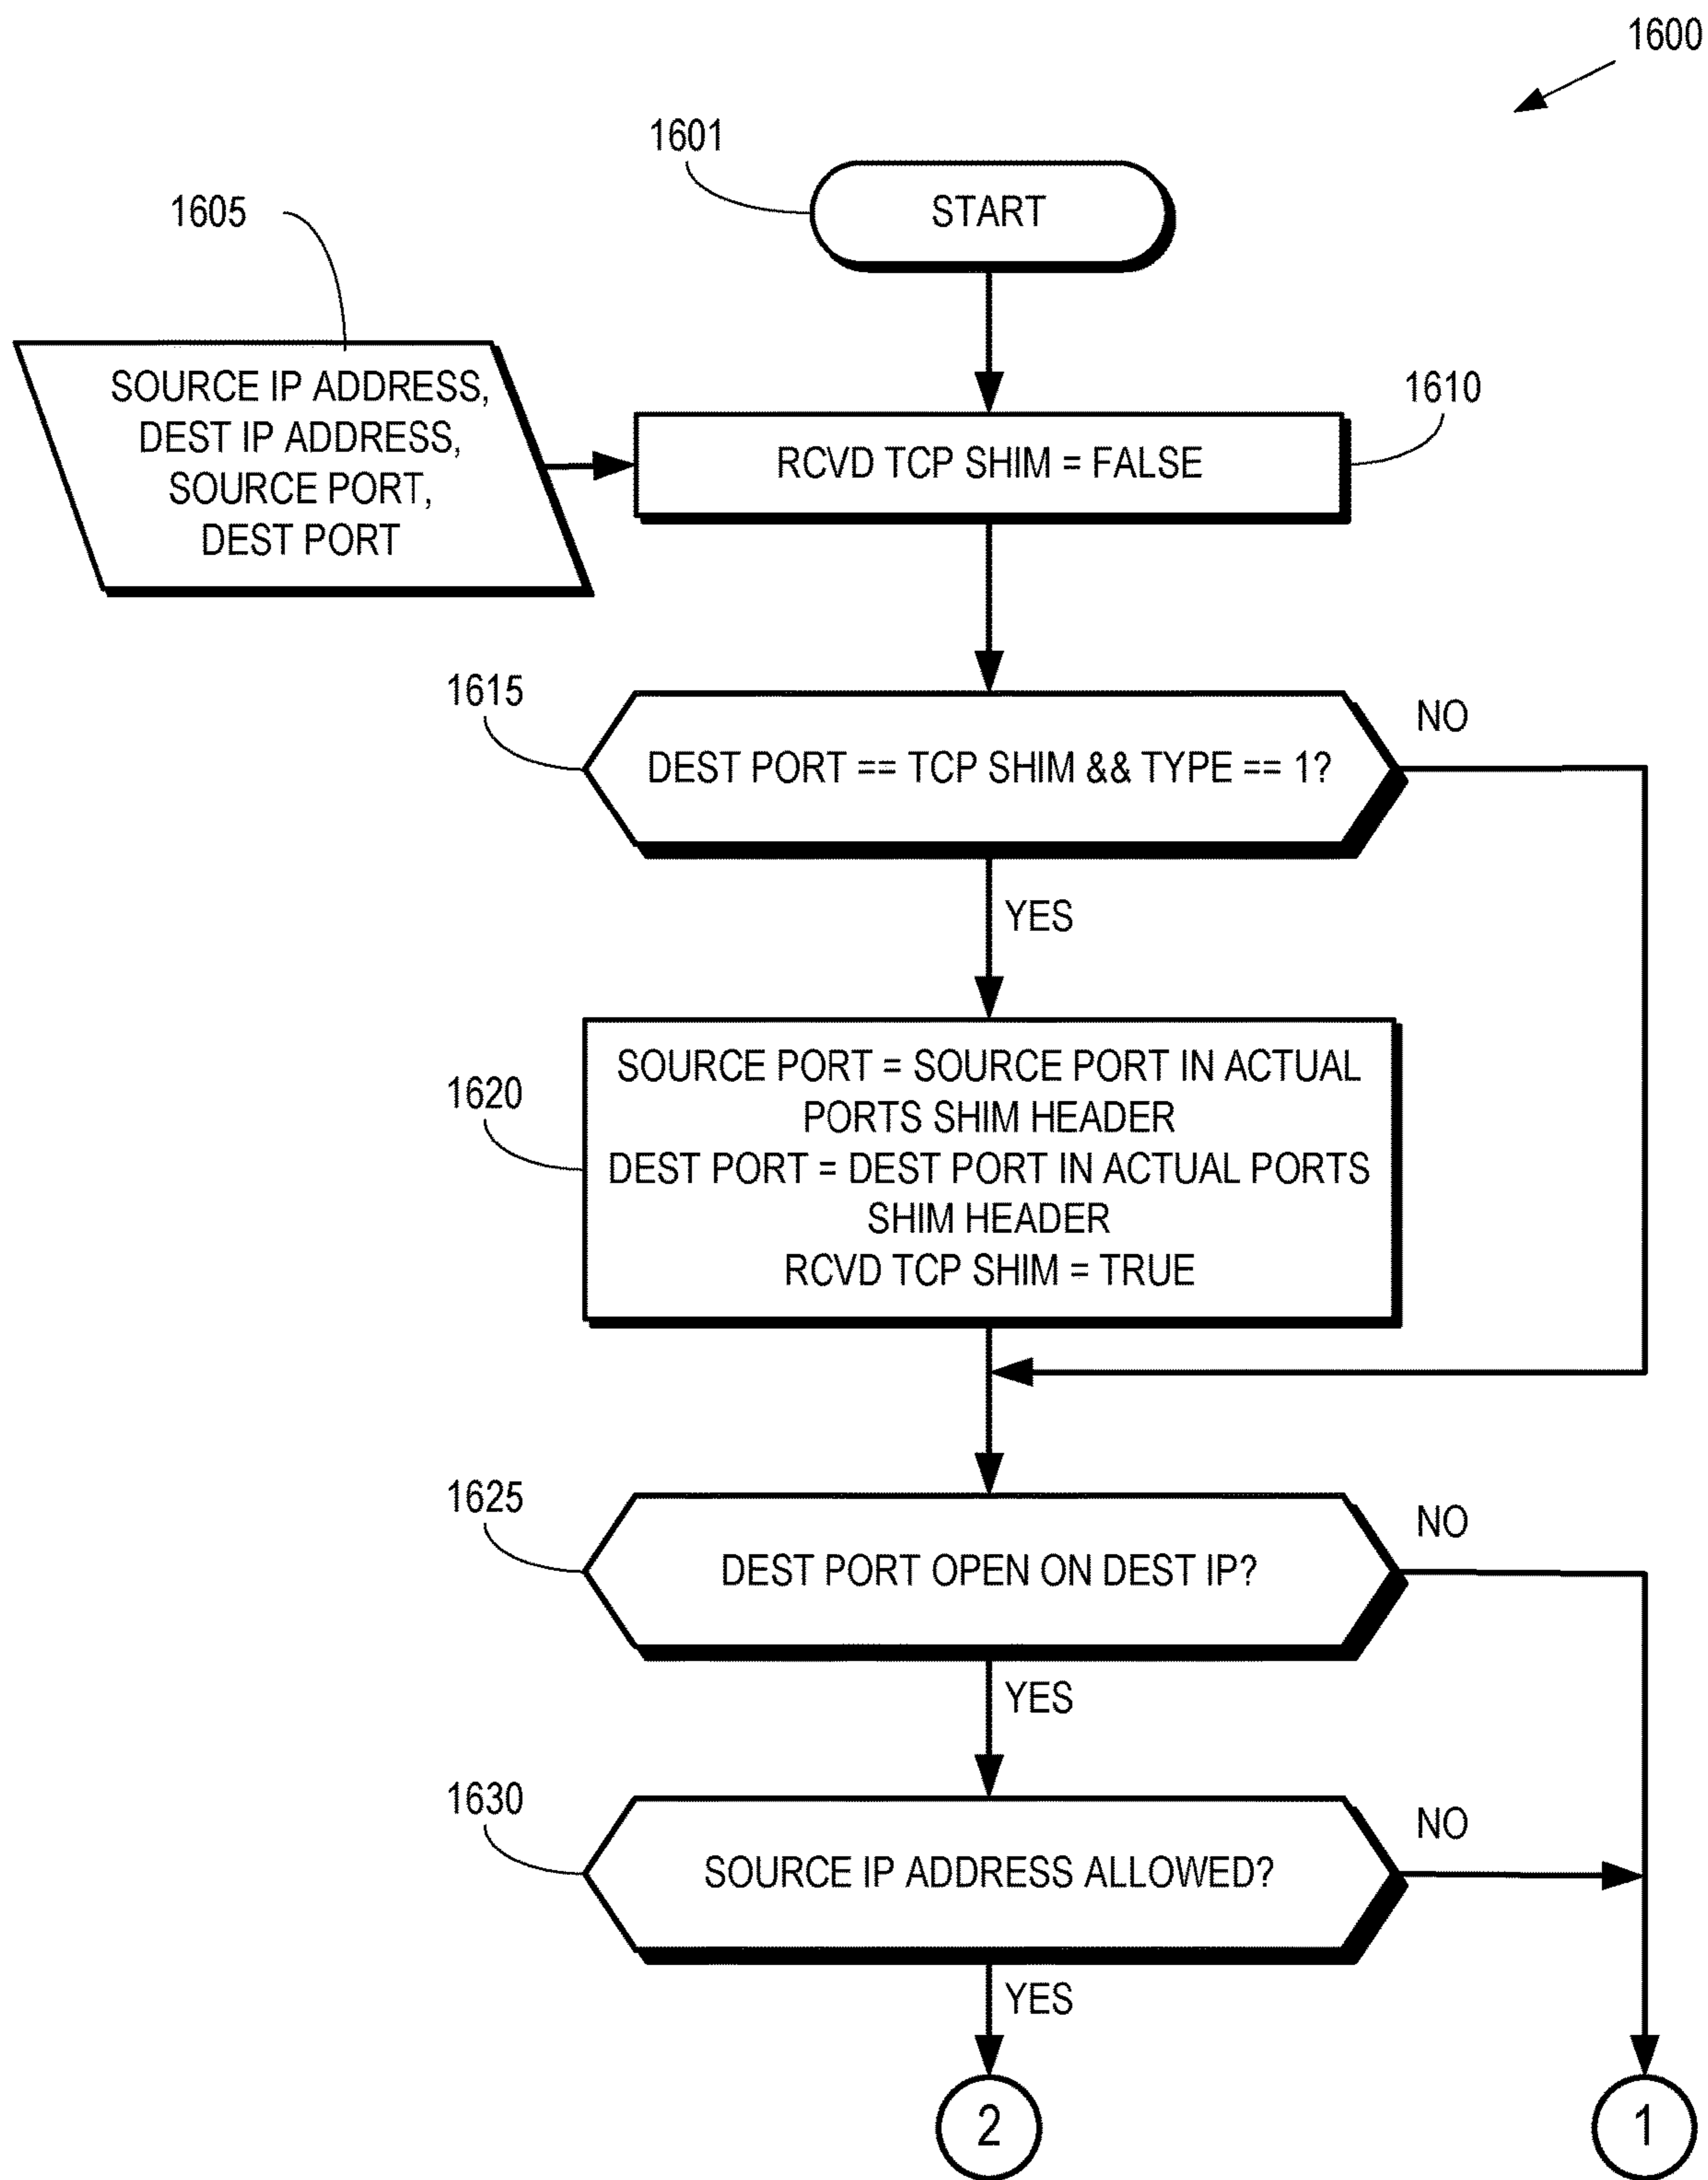 1600
1601
START
1605
SOURCE IP ADDRESS,
DEST IP ADDRESS,
SOURCE PORT,
DEST PORT
1610
RCVD TCP SHIM = FALSE
1615
NO
DEST PORT == TCP SHIM && TYPE == 1?
YES
1620
SOURCE PORT = SOURCE PORT IN ACTUAL
PORTS SHIM HEADER
DEST PORT = DEST PORT IN ACTUAL PORTS
SHIM HEADER
RCVD TCP SHIM = TRUE
1625
NO
DEST PORT OPEN ON DEST IP?
YES
1630
NO
SOURCE IP ADDRESS ALLOWED?
YES
2
1